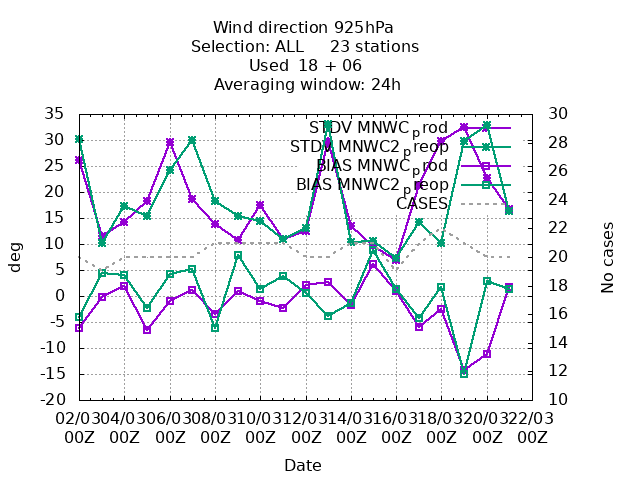 Wind direction 925hPa
Selection: ALL     23 stations
Used  18 + 06
Averaging window: 24h
STDV MNWC_prod
STDV MNWC2_preop
BIAS MNWC_prod
BIAS MNWC2_preop
CASES
deg
35
30
25
20
15
10
5
0
-5
-10
-15
-20
No cases
30
28
26
24
22
20
18
16
14
12
10
02/03 04/03 06/03 08/03 10/03 12/03 14/03 16/03 18/03 20/03 22/03
00Z 00Z 00Z 00Z 00Z 00Z 00Z 00Z 00Z 00Z 00Z
Date